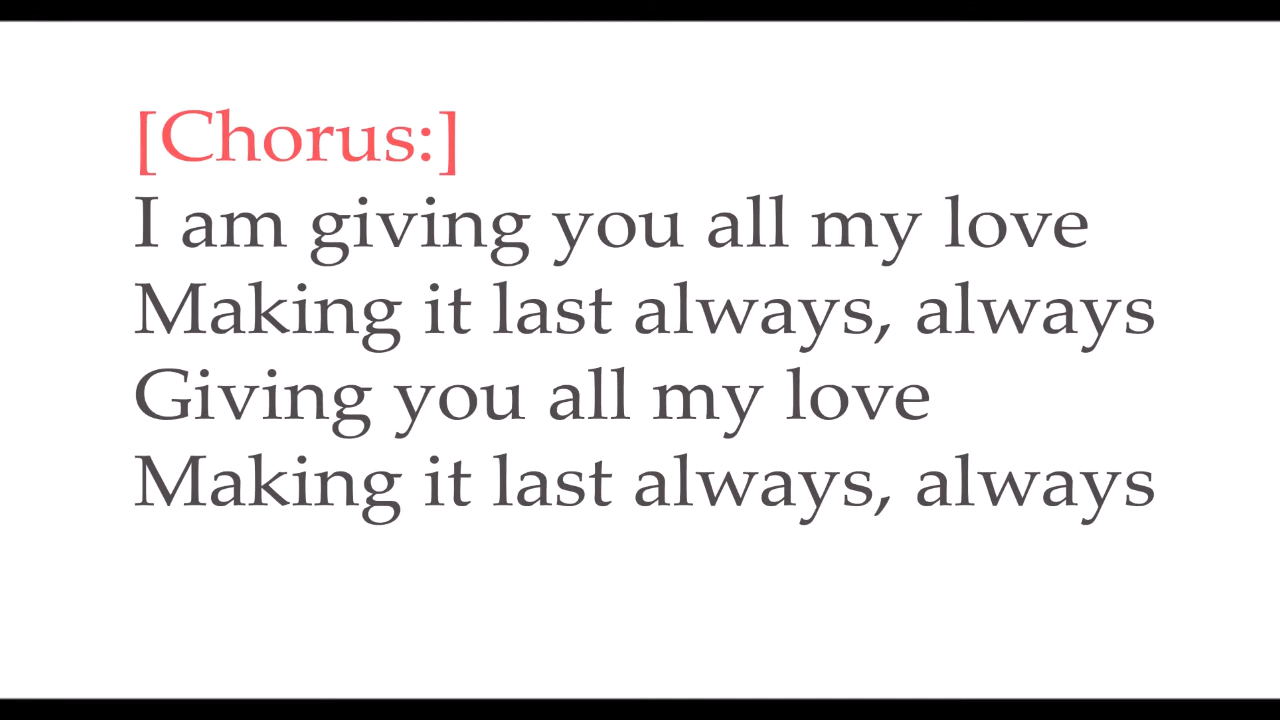 [Chorus:]
I am giving you all my love
Making it last always, always
Giving you all my love
Making it last always, always